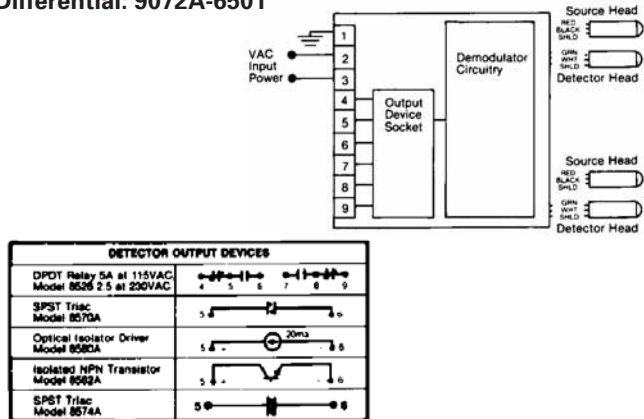 Differential: 9072A-6501
Source Head
RED
BLACK
SHLD
GRN
WHT
SHLD
Detector Head
VAC
Input
Power
1
2
3
4
5
6
7
8
9
Output
Device
Socket
Demodulator
Circuitry
Source Head
RED
BLACK
SHLD
GRN
WHT
SHLD
Detector Head
DETECTOR OUTPUT DEVICES
DPDT Relay 5A at 115VAC,
Model 8526 2.5 at 230VAC
4 5 6 7 8 9
SPST Triac
Model 8570A
5 6
Optical Isolator Driver
Model 8580A
5 - 20ma - 6
Isolated NPN Transistor
Model 8582A
5 + - 6
SPST Triac
Model 8574A
5 6